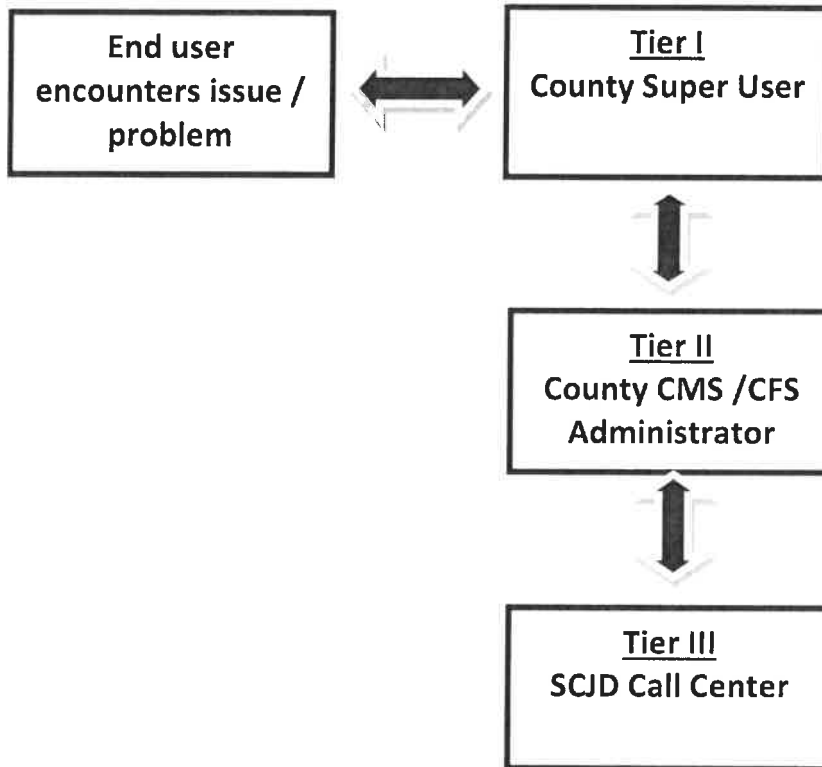 End user
encounters issue /
problem
Tier I
County Super User
Tier II
County CMS /CFS
Administrator
Tier III
SCJD Call Center